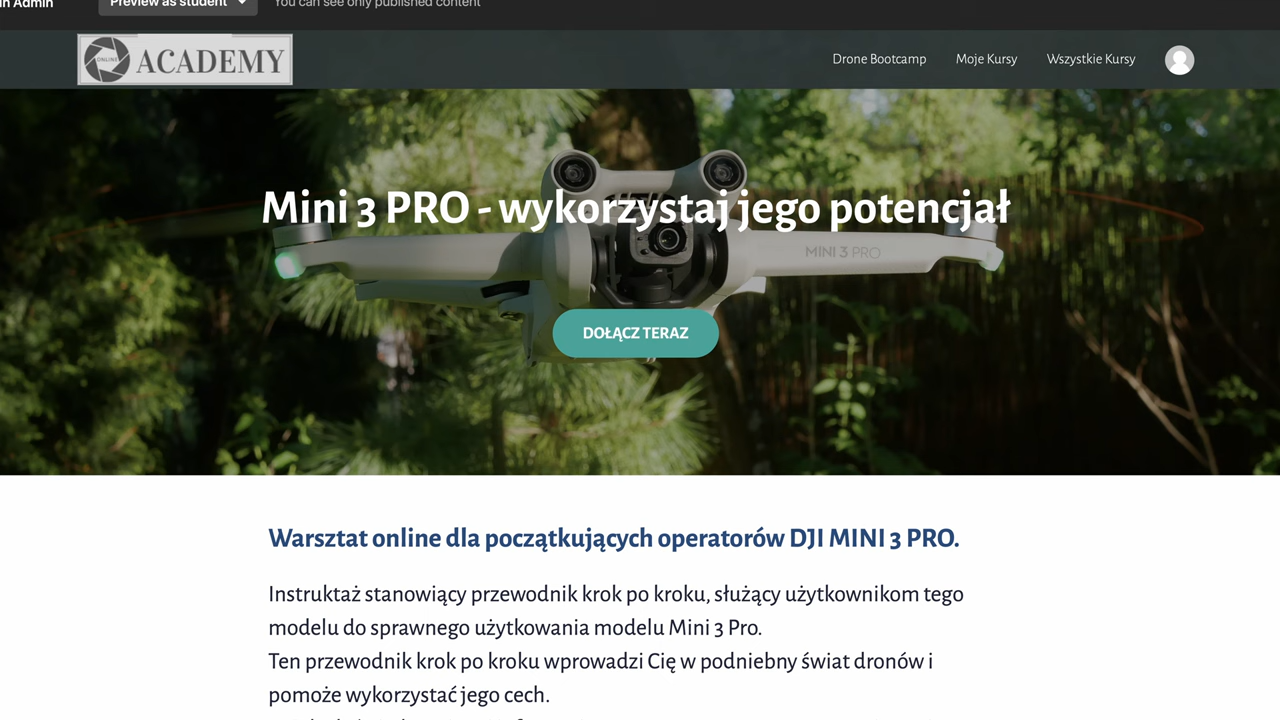 in Admin
Preview as student
You can see only published content
ONLINE
ACADEMY
Drone Bootcamp
Moje Kursy
Wszystkie Kursy
Mini 3 PRO - wykorzystaj jego potencjał
MINI 3 PRO
DOŁĄCZ TERAZ
Warsztat online dla początkujących operatorów DJI MINI 3 PRO.
Instruktaż stanowiący przewodnik krok po kroku, służący użytkownikom tego
modelu do sprawnego użytkowania modelu Mini 3 Pro.
Ten przewodnik krok po kroku wprowadzi Cię w podniebny świat dronów i
pomoże wykorzystać jego cech.